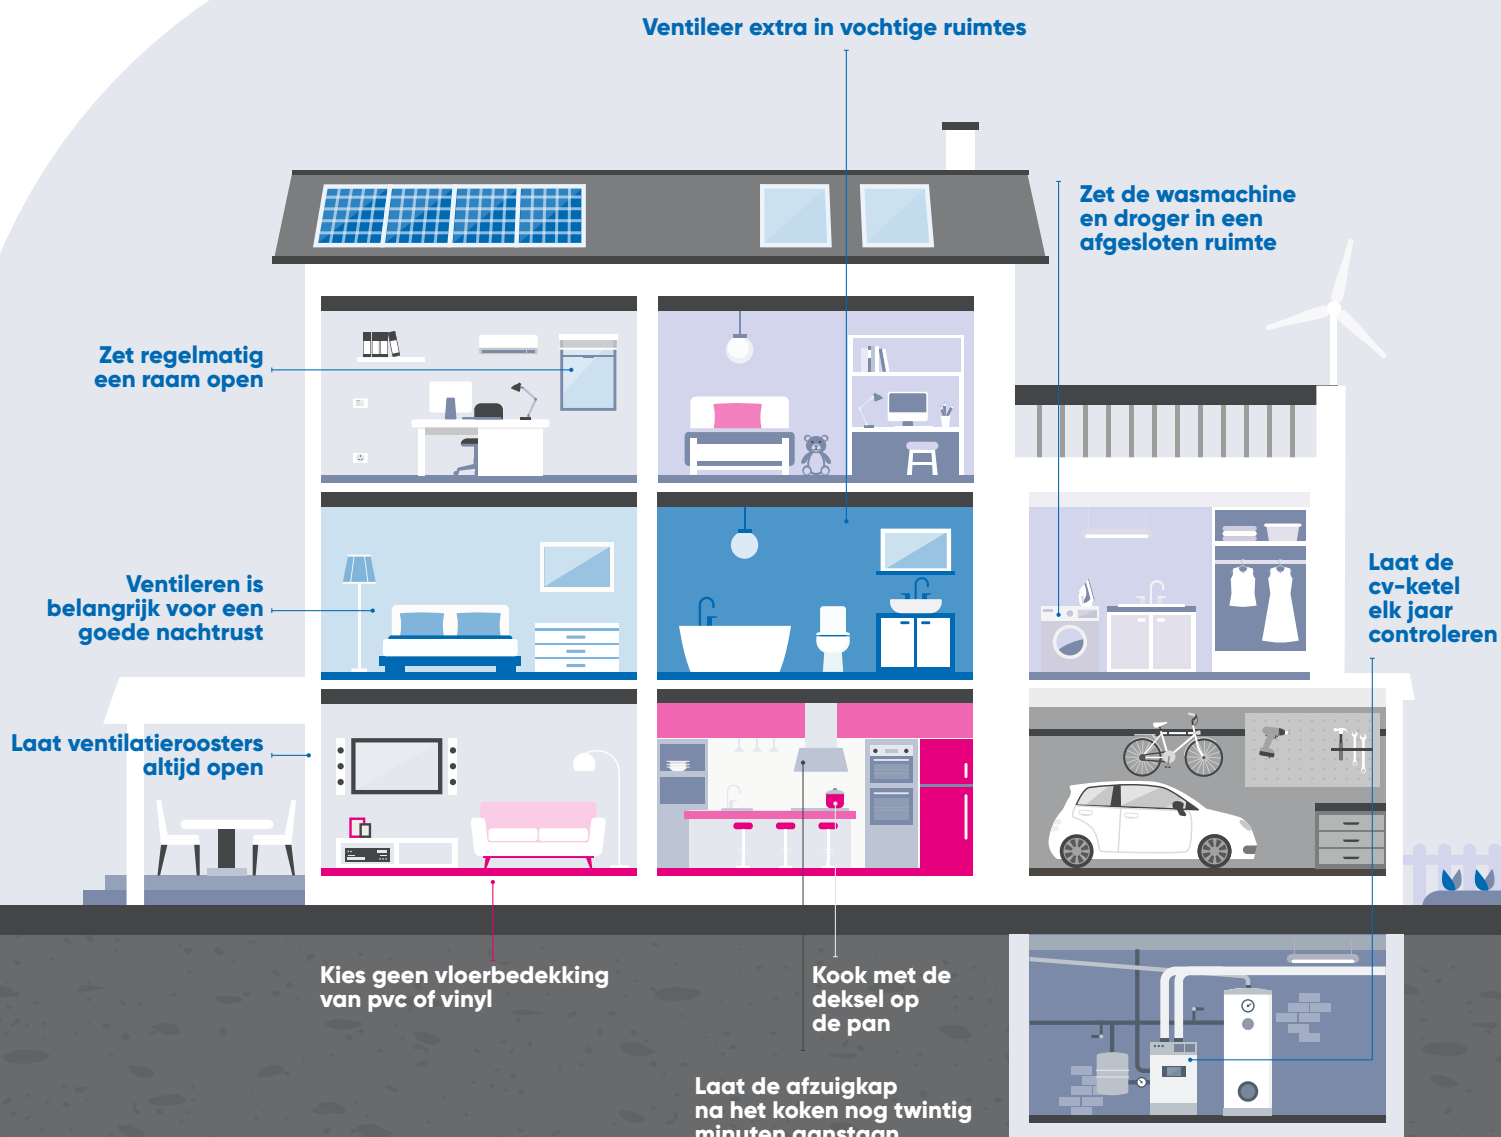 Ventileer extra in vochtige ruimtes
Zet de wasmachine
en droger in een
afgesloten ruimte
Zet regelmatig
een raam open
Ventileren is
belangrijk voor een
goede nachtrust
Laat de
cv-ketel
elk jaar
controleren
Laat ventilatieroosters
altijd open
Kies geen vloerbedekking
van pvc of vinyl
Kook met de
deksel op
de pan
Laat de afzuigkap
na het koken nog twintig
minuten aanstaan